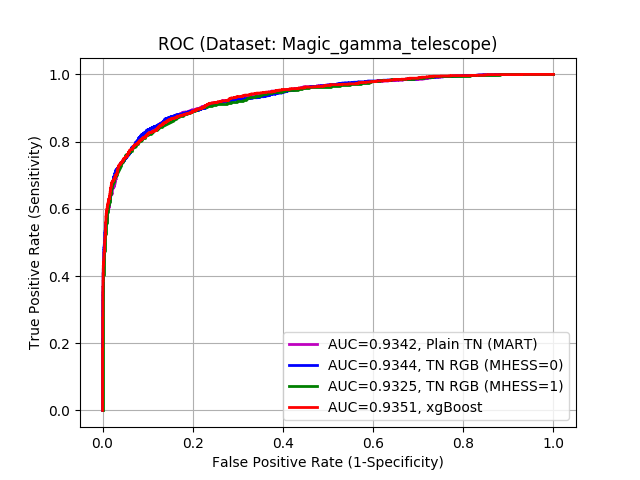 ROC (Dataset: Magic_gamma_telescope)
1.0
0.8
0.6
0.4
0.2
0.0
True Positive Rate (Sensitivity)
AUC=0.9342, Plain TN (MART)
AUC=0.9344, TN RGB (MHESS=0)
AUC=0.9325, TN RGB (MHESS=1)
AUC=0.9351, xgBoost
0.0 0.2 0.4 0.6 0.8 1.0
False Positive Rate (1-Specificity)